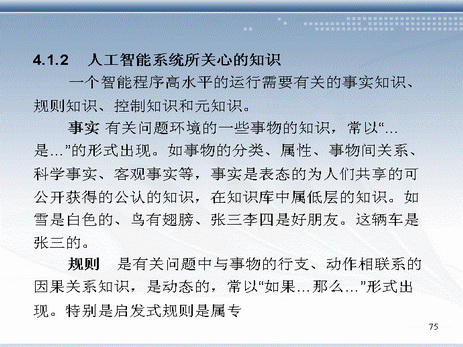 4.1.2 人工智能系统所关心的知识
一个智能程序高水平的运行需要有关的事实知识、
规则知识、控制知识和元知识。
事实 有关问题环境的一些事物的知识，常以“…
是…”的形式出现。如事物的分类、属性、事物间关系、
科学事实、客观事实等，事实是表态的为人们共享的可
公开获得的公认的知识，在知识库中属低层的知识。如
雪是白色的、鸟有翅膀、张三李四是好朋友。这辆车是
张三的。
规则 是有关问题中与事物的行支、动作相联系的
因果关系知识，是动态的，常以“如果…那么…”形式出
现。特别是启发式规则是属专
75